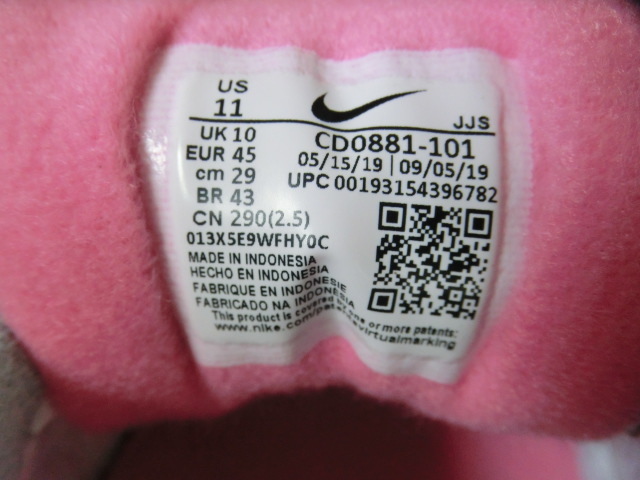 US
11
JJS
UK 10
EUR 45
cm 29
BR 43
CN 290(2.5)
CD0881-101
05/15/19 | 09/05/19
UPC 00193154396782
013X5E9WFHY0C
MADE IN INDONESIA
HECHO EN INDONESIA
FABRIQUE EN INDONESIE
FABRICADO NA INDONESIA
This product is covered by one or more patents:
www.nike.com/patevirtualmarking